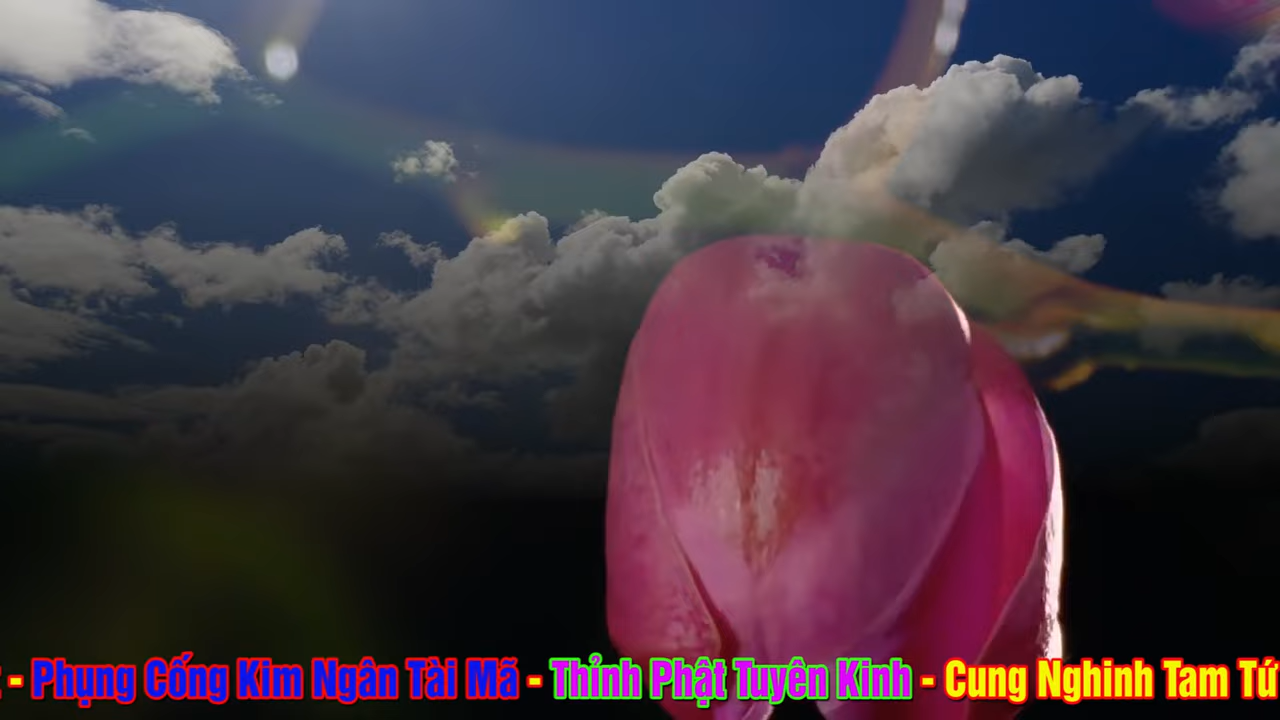 - Phụng Cống Kim Ngân Tài Mã - Thỉnh Phật Tuyên Kinh - Cung Nghinh Tam Tứ